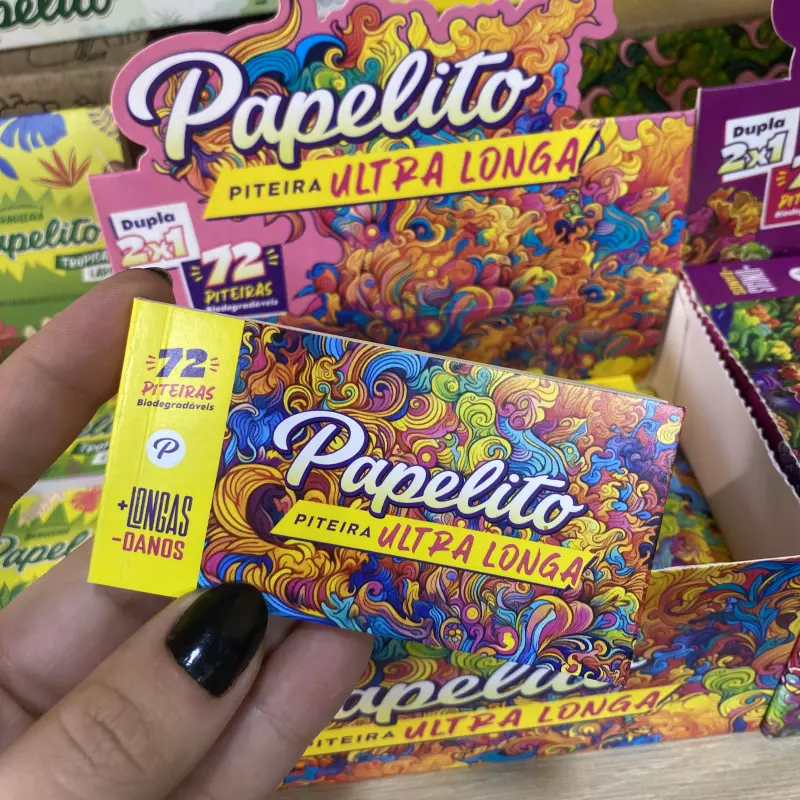 Papelito
PITEIRA ULTRA LONGA
Dupla
2x1
72
PITEIRAS
Biodegradáveis
Dupla
2x1
Papelito
72
PITEIRAS
Biodegradáveis
P
+LONGAS
-DANOS
Papelito
PITEIRA ULTRA LONGA
Papelito
PITEIRA ULTRA LONGA